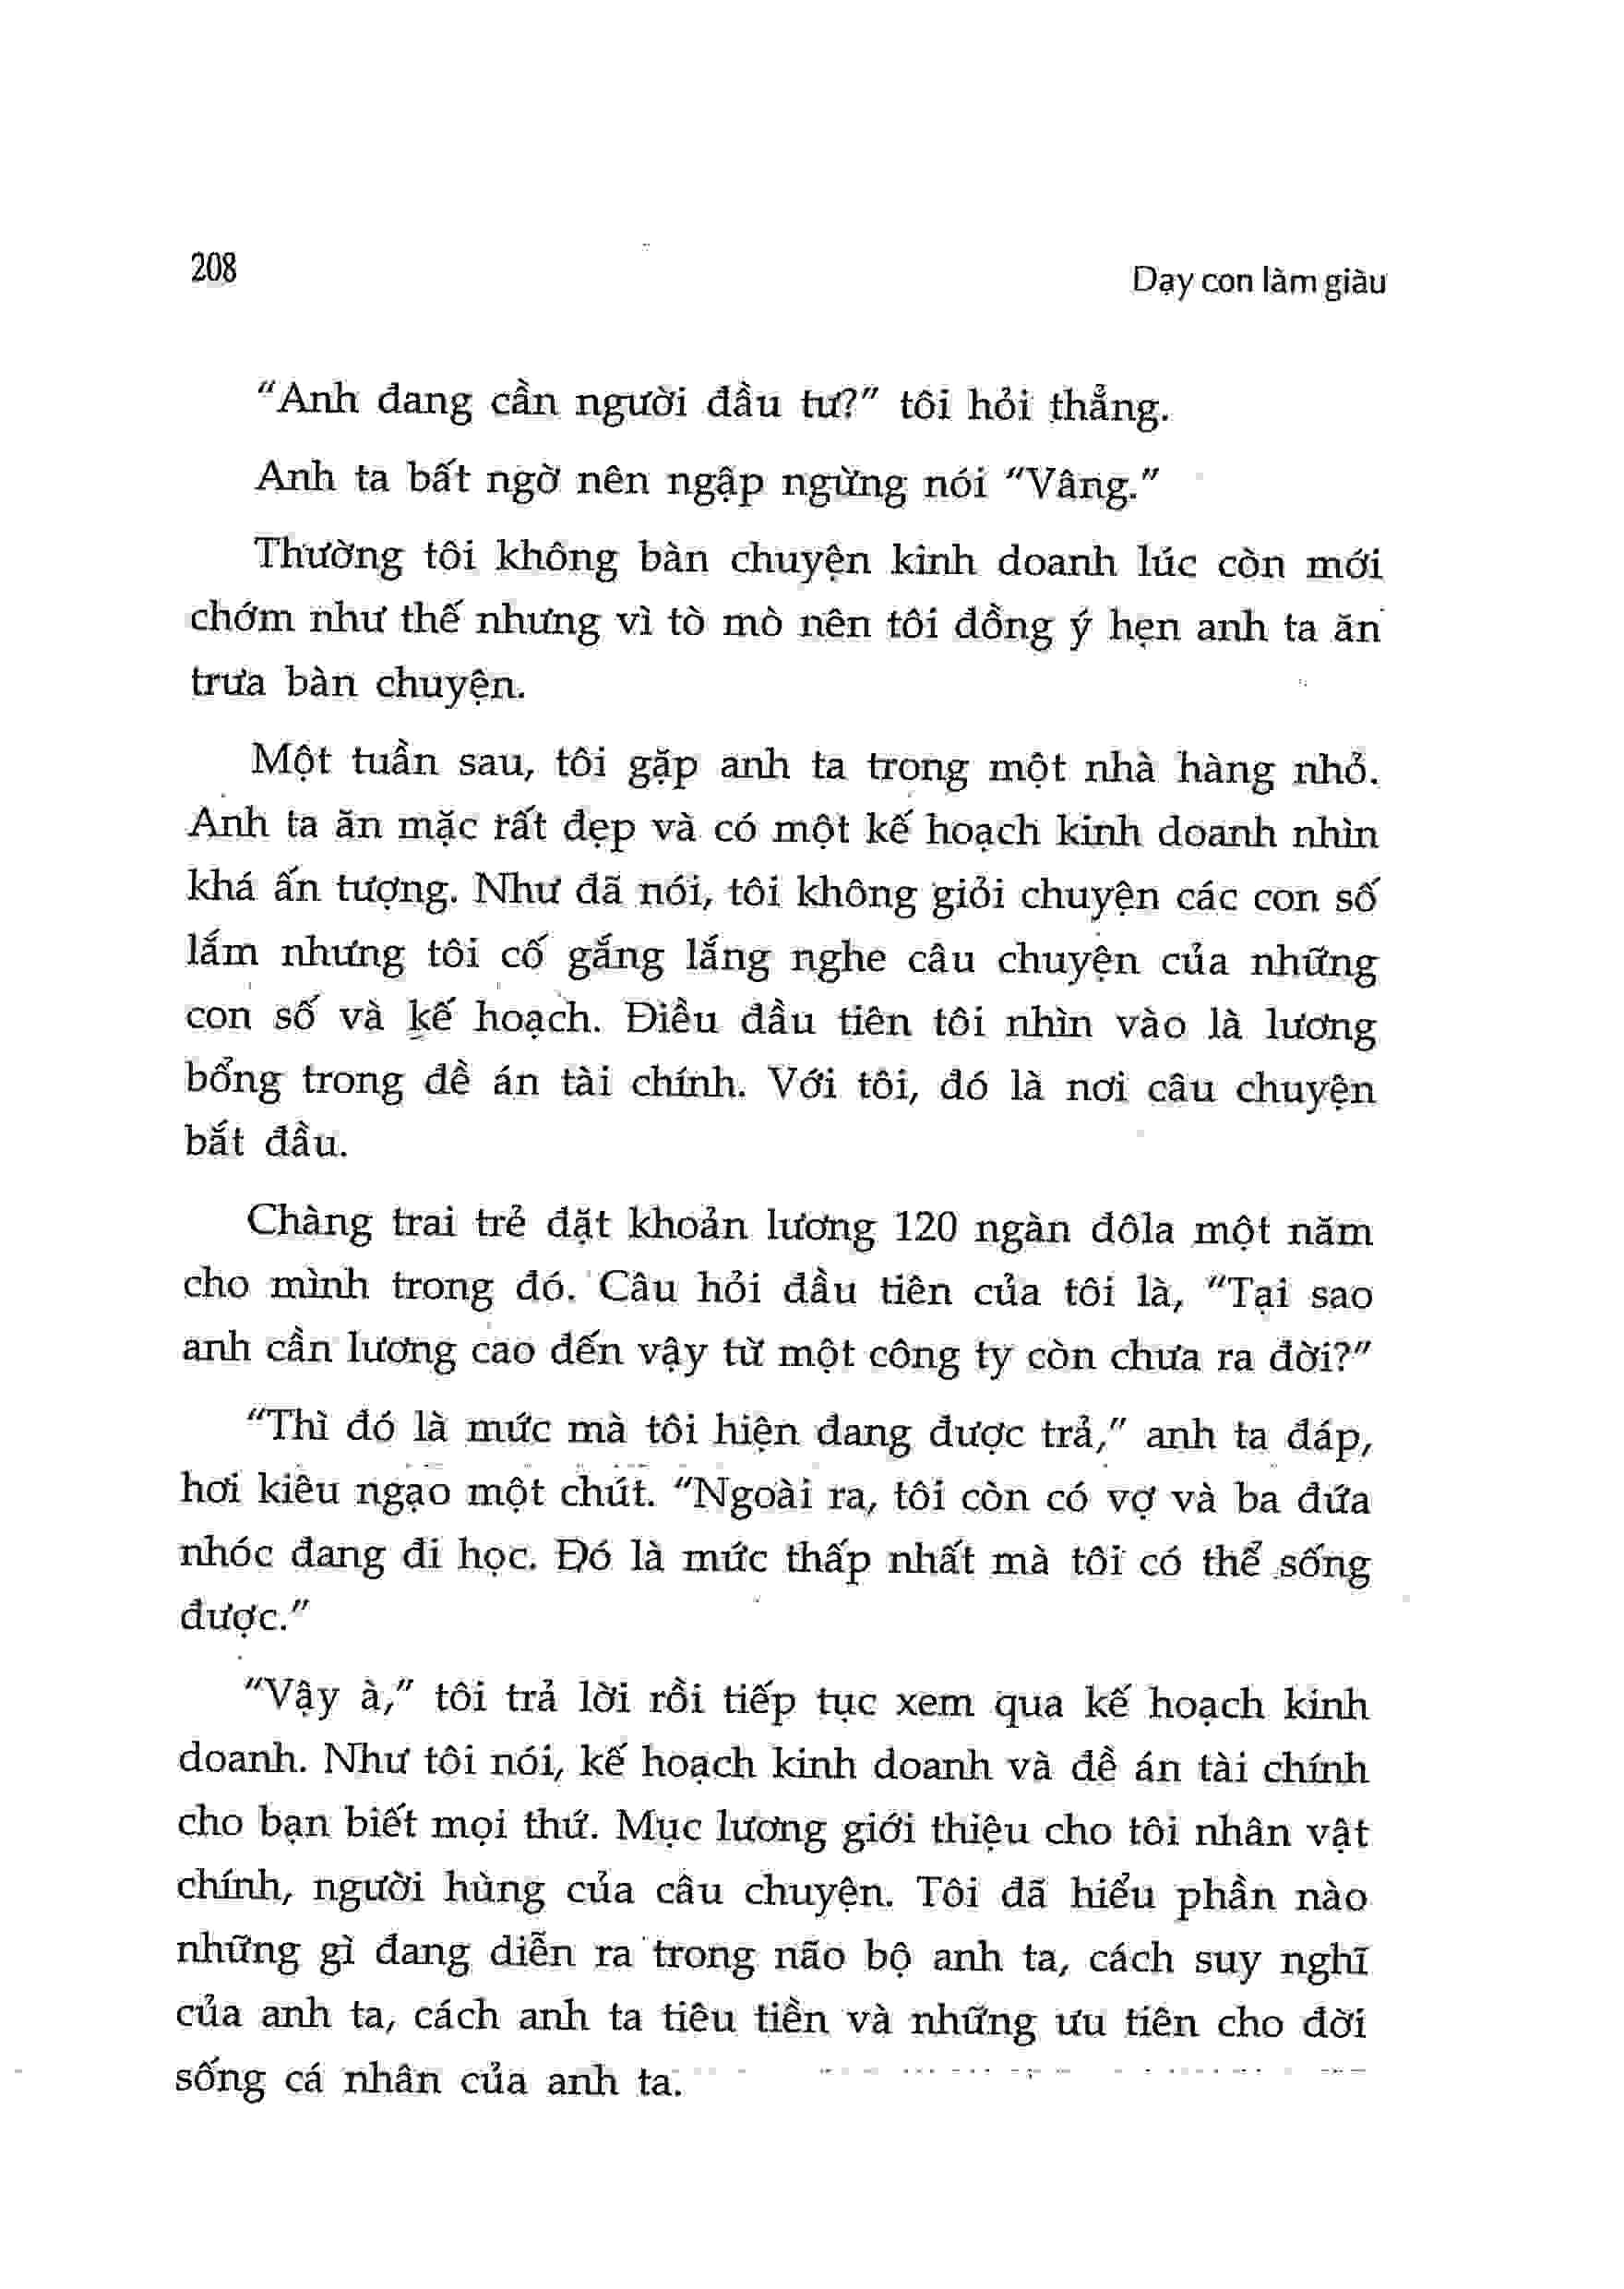 208
Dạy con làm giàu
“Anh đang cần người đầu tư?” tôi hỏi thẳng.
Anh ta bất ngờ nên ngập ngừng nói “Vâng.”
Thường tôi không bàn chuyện kinh doanh lúc còn mới
chớm như thế nhưng vì tò mò nên tôi đồng ý hẹn anh ta ăn
trưa bàn chuyện.
Một tuần sau, tôi gặp anh ta trong một nhà hàng nhỏ.
Anh ta ăn mặc rất đẹp và có một kế hoạch kinh doanh nhìn
khá ấn tượng. Như đã nói, tôi không giỏi chuyện các con số
lắm nhưng tôi cố gắng lắng nghe câu chuyện của những
con số và kế hoạch. Điều đầu tiên tôi nhìn vào là lương
bổng trong đề án tài chính. Với tôi, đó là nơi câu chuyện
bắt đầu.
Chàng trai trẻ đặt khoản lương 120 ngàn đôla một năm
cho mình trong đó. Câu hỏi đầu tiên của tôi là, “Tại sao
anh cần lương cao đến vậy từ một công ty còn chưa ra đời?”
“Thì đó là mức mà tôi hiện đang được trả,” anh ta đáp,
hơi kiêu ngạo một chút. “Ngoài ra, tôi còn có vợ và ba đứa
nhóc đang đi học. Đó là mức thấp nhất mà tôi có thể sống
được.”
“Vậy à,” tôi trả lời rồi tiếp tục xem qua kế hoạch kinh
doanh. Như tôi nói, kế hoạch kinh doanh và đề án tài chính
cho bạn biết mọi thứ. Mục lương giới thiệu cho tôi nhân vật
chính, người hùng của câu chuyện. Tôi đã hiểu phần nào
những gì đang diễn ra trong não bộ anh ta, cách suy nghĩ
của anh ta, cách anh ta tiêu tiền và những ưu tiên cho đời
sống cá nhân của anh ta.